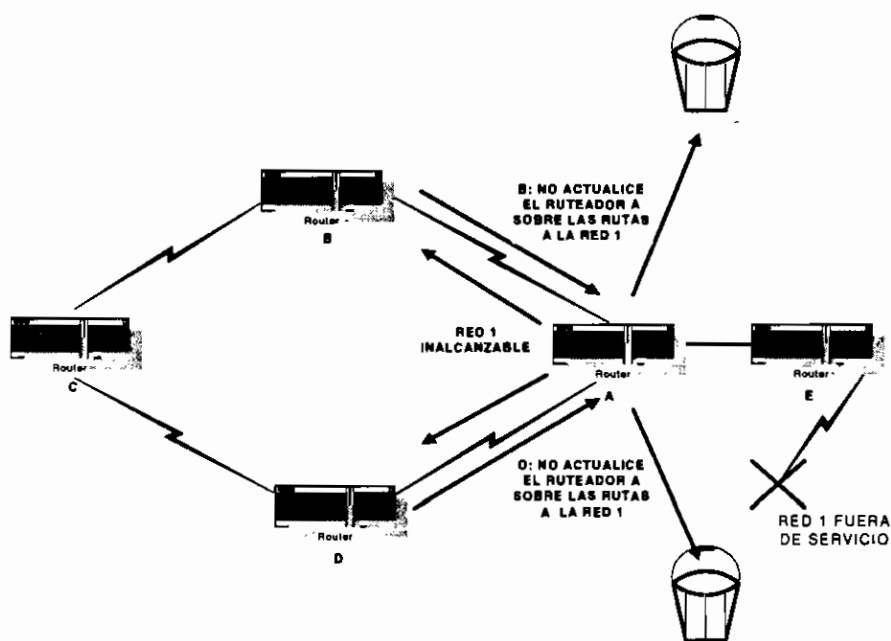 B: NO ACTUALICE
EL RUTEADOR A
SOBRE LAS RUTAS
A LA RED 1
Router
B
RED 1
INALCANZABLE
Router
C
Router
A
Router
E
D: NO ACTUALICE
EL RUTEADOR A
SOBRE LAS RUTAS
A LA RED 1
RED 1 FUERA
DE SERVICIO
Router
D